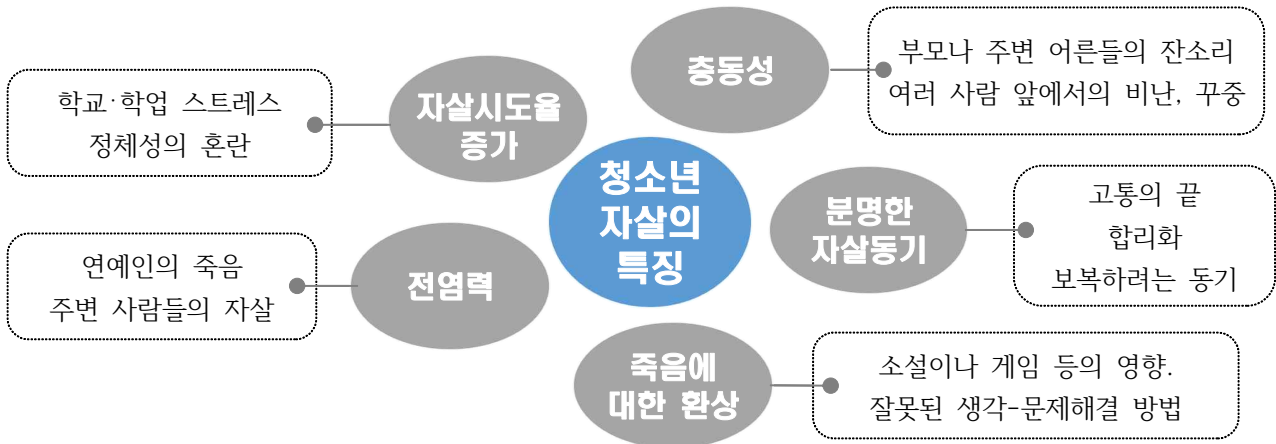 청소년
자살의
특징
충동성
부모나 주변 어른들의 잔소리
여러 사람 앞에서의 비난, 꾸중
분명한
자살동기
고통의 끝
합리화
보복하려는 동기
죽음에
대한 환상
소설이나 게임 등의 영향.
잘못된 생각-문제해결 방법
전염력
연예인의 죽음
주변 사람들의 자살
자살시도율
증가
학교·학업 스트레스
정체성의 혼란